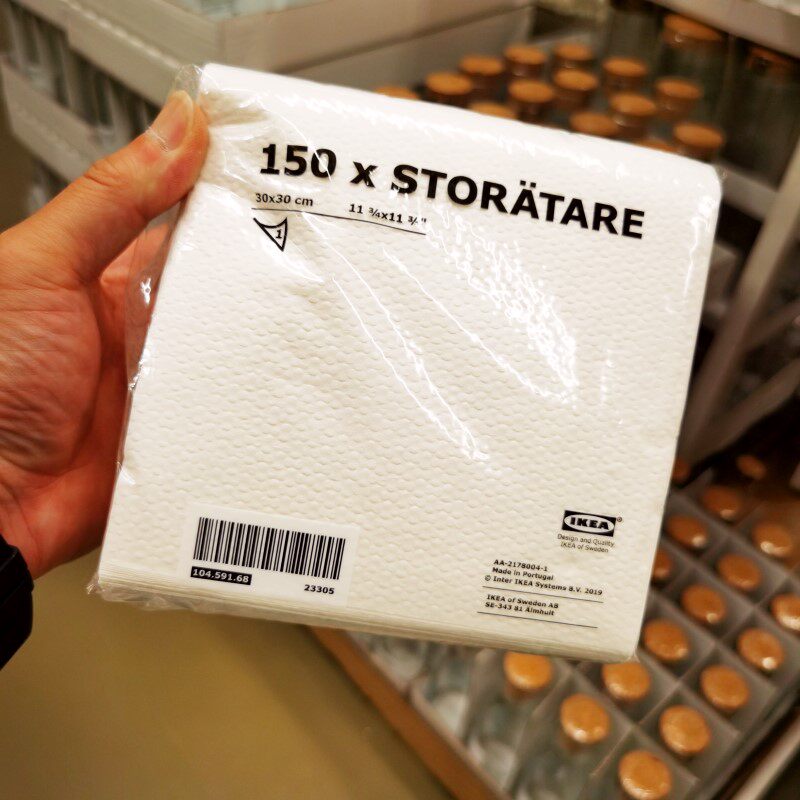 150 x STORÄTARE
30x30 cm 11 ¾x11 ¾"
1
IKEA®
Design and Quality
IKEA of Sweden
AA-2178004-1
Made in Portugal
© Inter IKEA Systems B.V. 2019
IKEA of Sweden AB
SE-343 81 Älmhult
104.591.68
23305